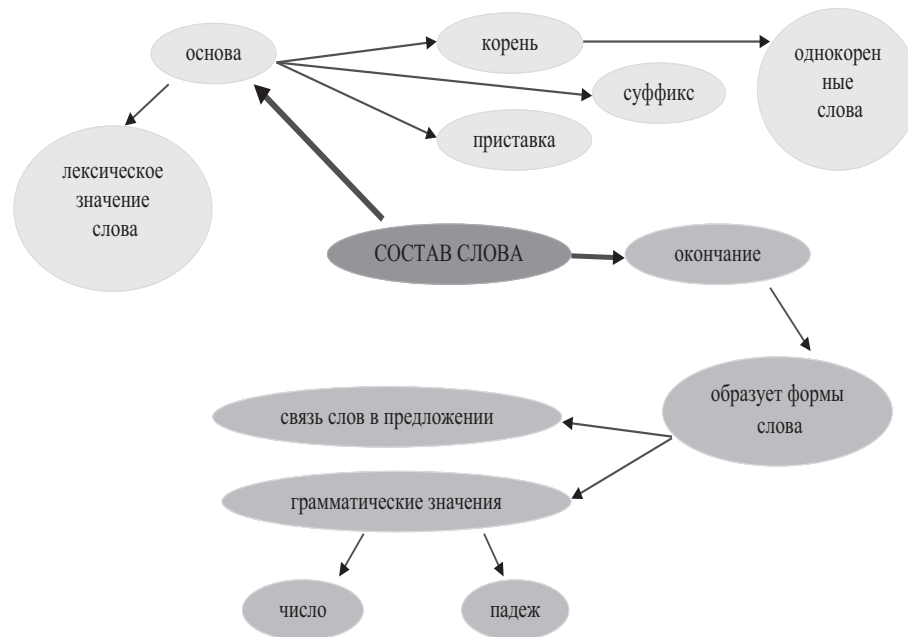 основа
корень
однокорен
ные
слова
суффикс
приставка
лексическое
значение
слова
СОСТАВ СЛОВА
окончание
образует формы
слова
связь слов в предложении
грамматические значения
число
падеж